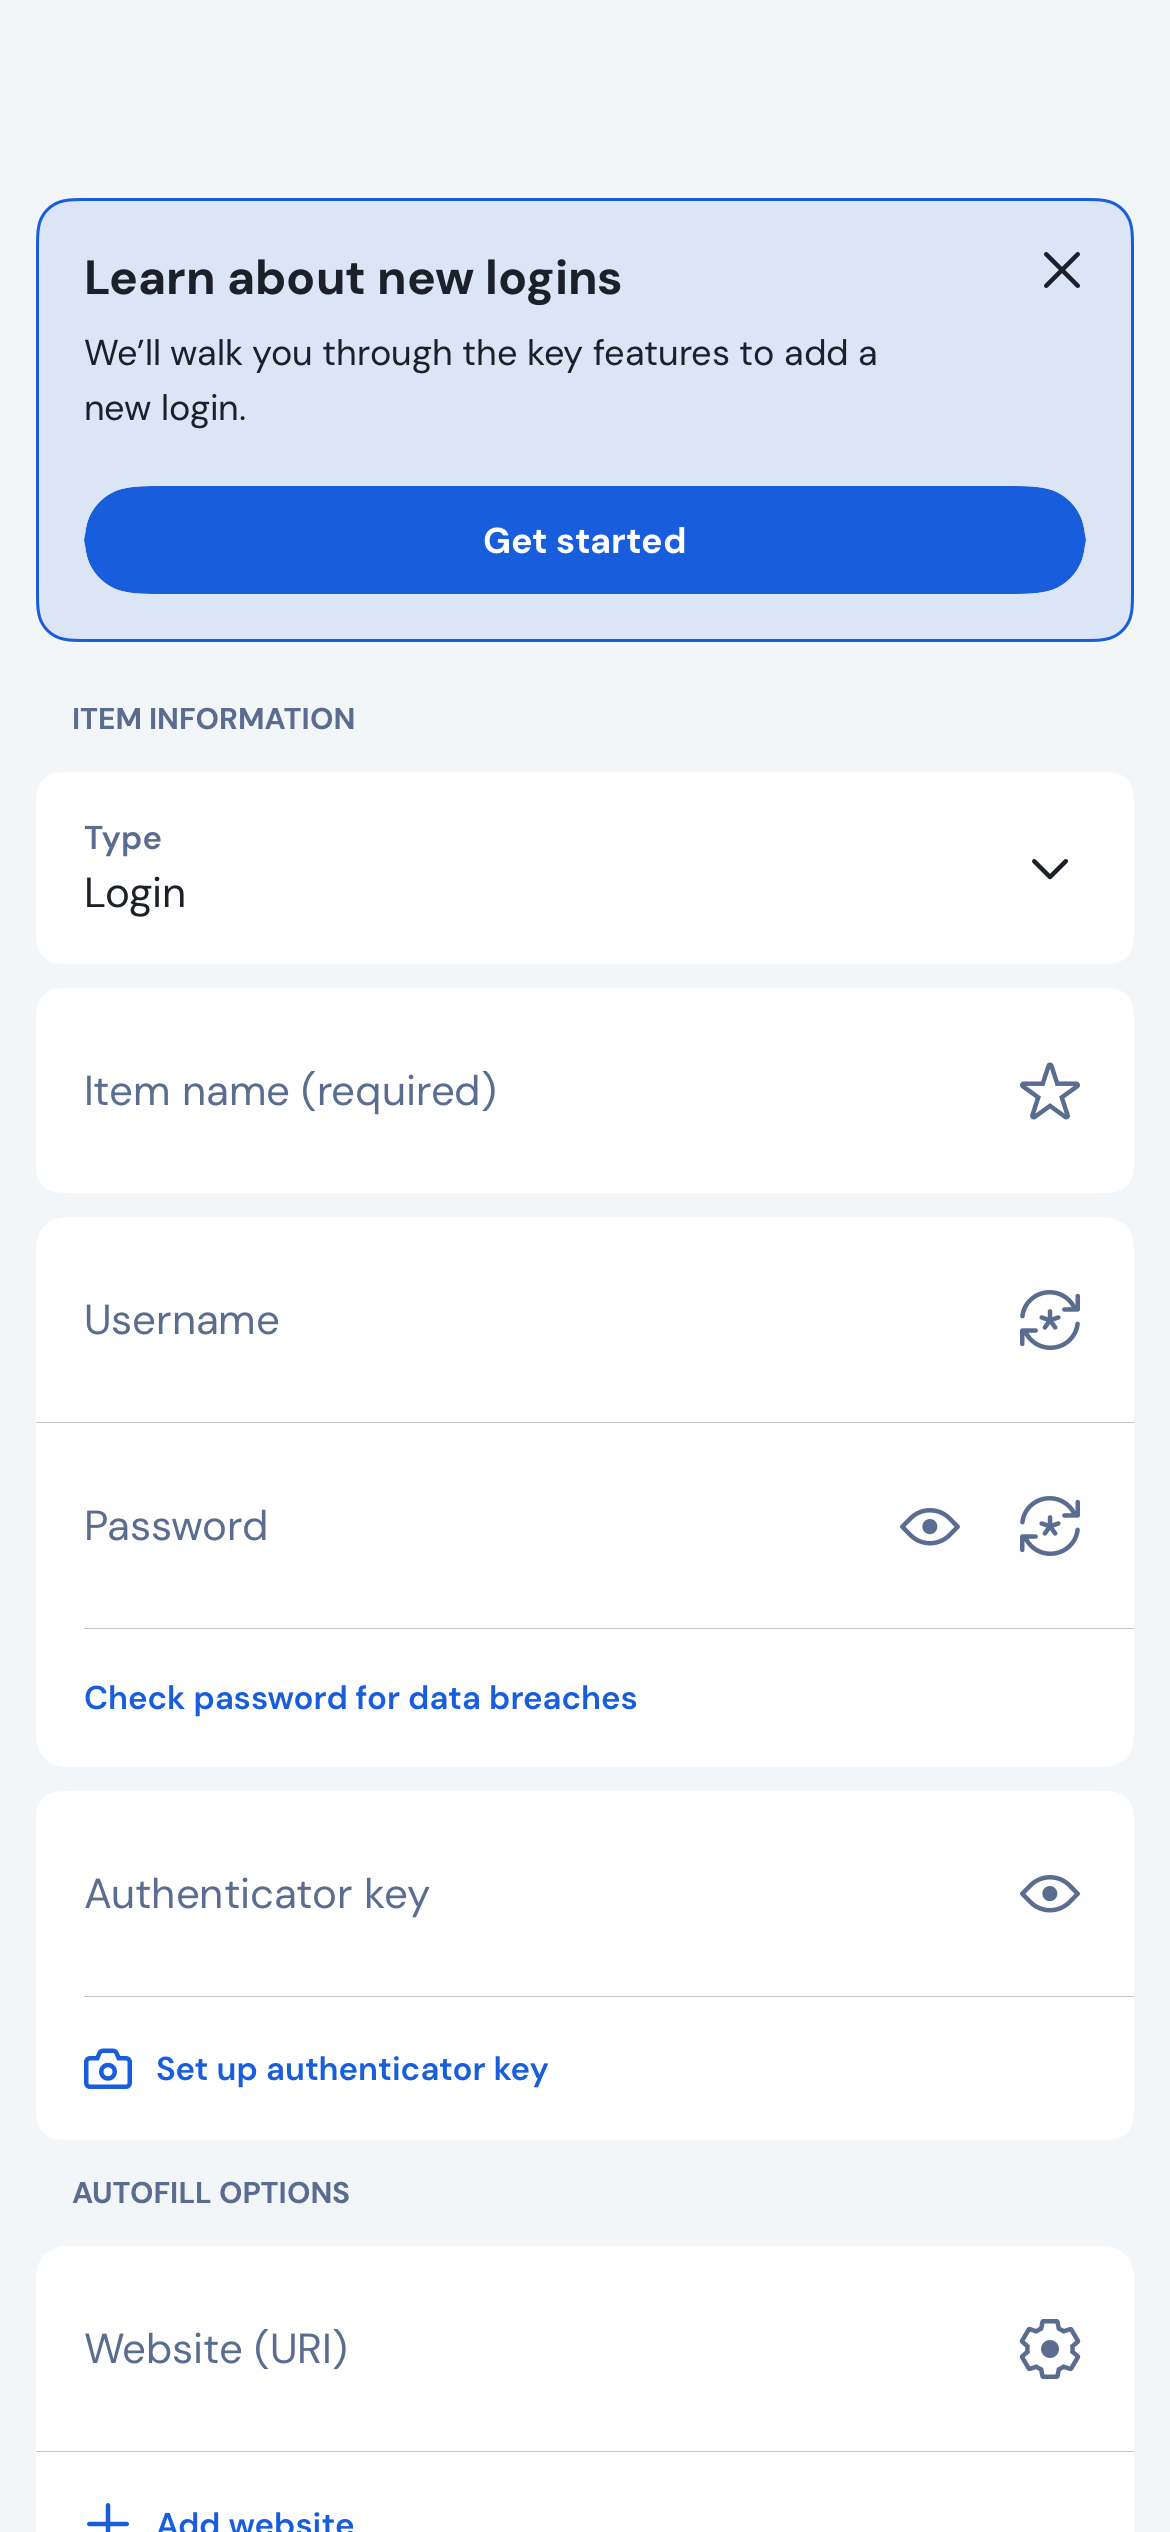 Learn about new logins
We’ll walk you through the key features to add a
new login.
Get started
ITEM INFORMATION
Type
Login
Item name (required)
Username
Password
Check password for data breaches
Authenticator key
Set up authenticator key
AUTOFILL OPTIONS
Website (URI)
Add website